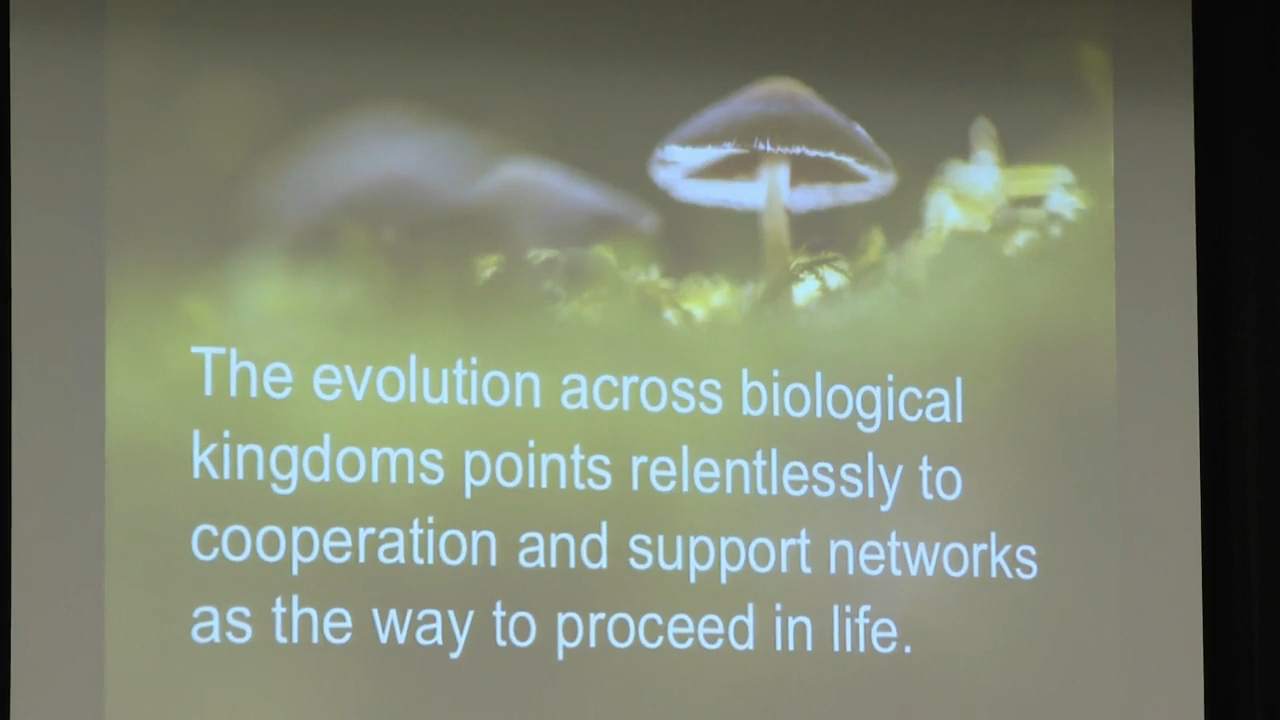 The evolution across biological
kingdoms points relentlessly to
cooperation and support networks
as the way to proceed in life.